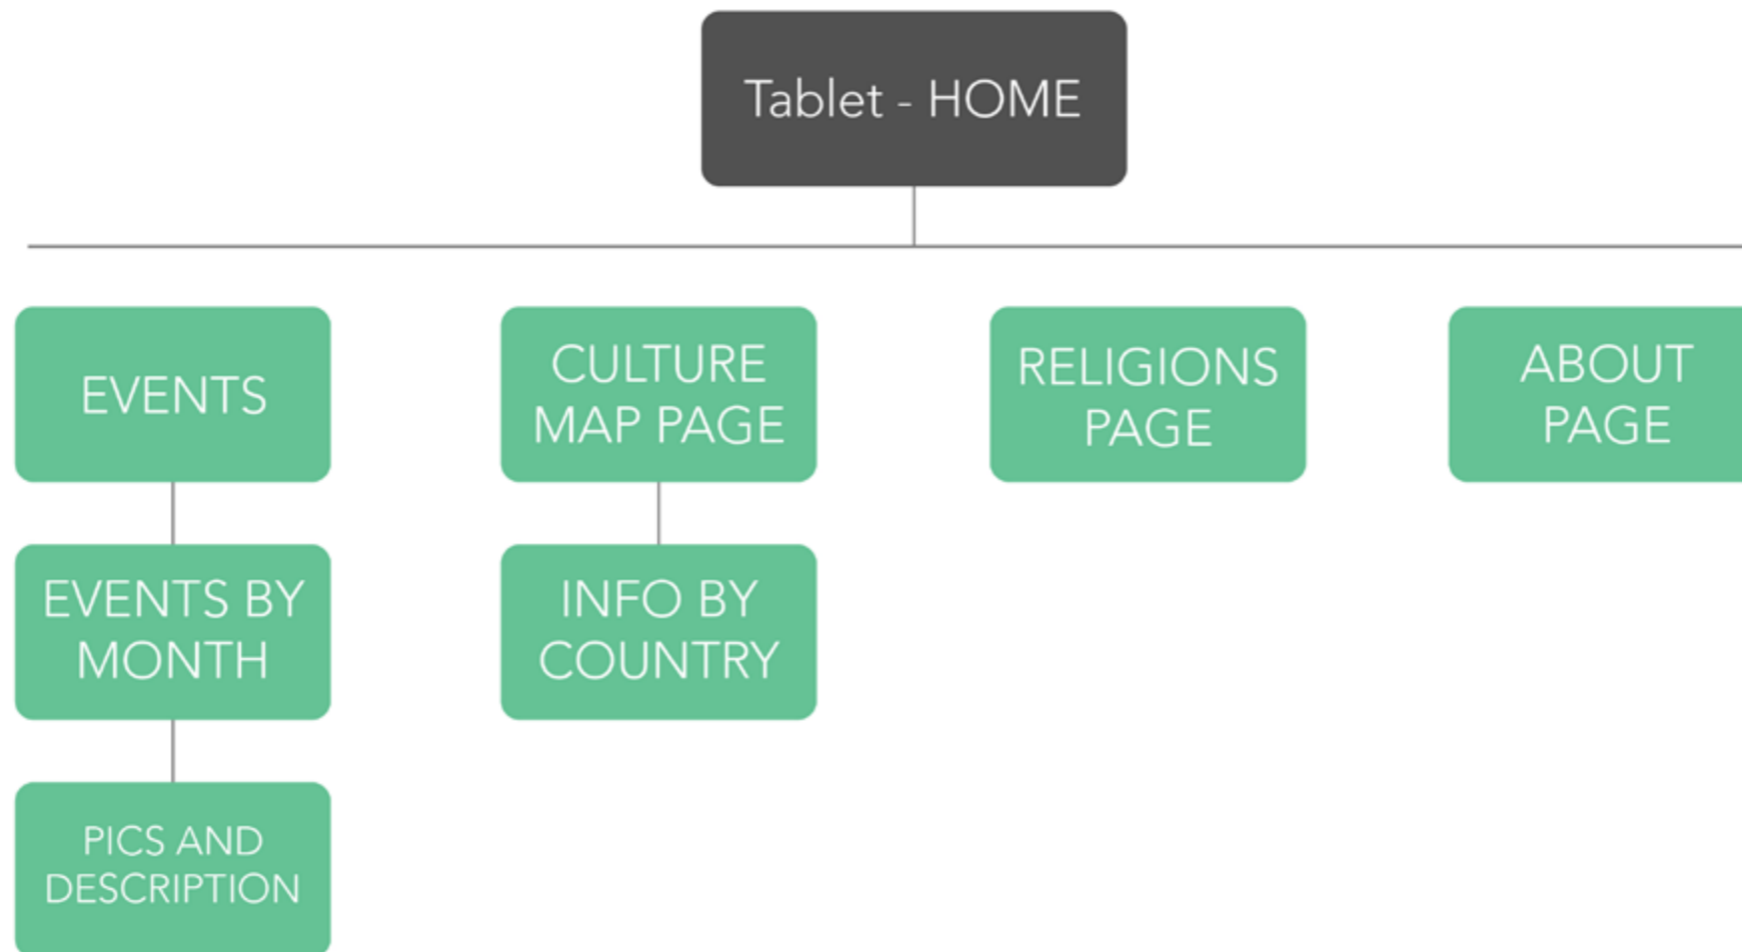 Tablet - HOME
EVENTS
CULTURE
MAP PAGE
RELIGIONS
PAGE
ABOUT
PAGE
EVENTS BY
MONTH
INFO BY
COUNTRY
PICS AND
DESCRIPTION